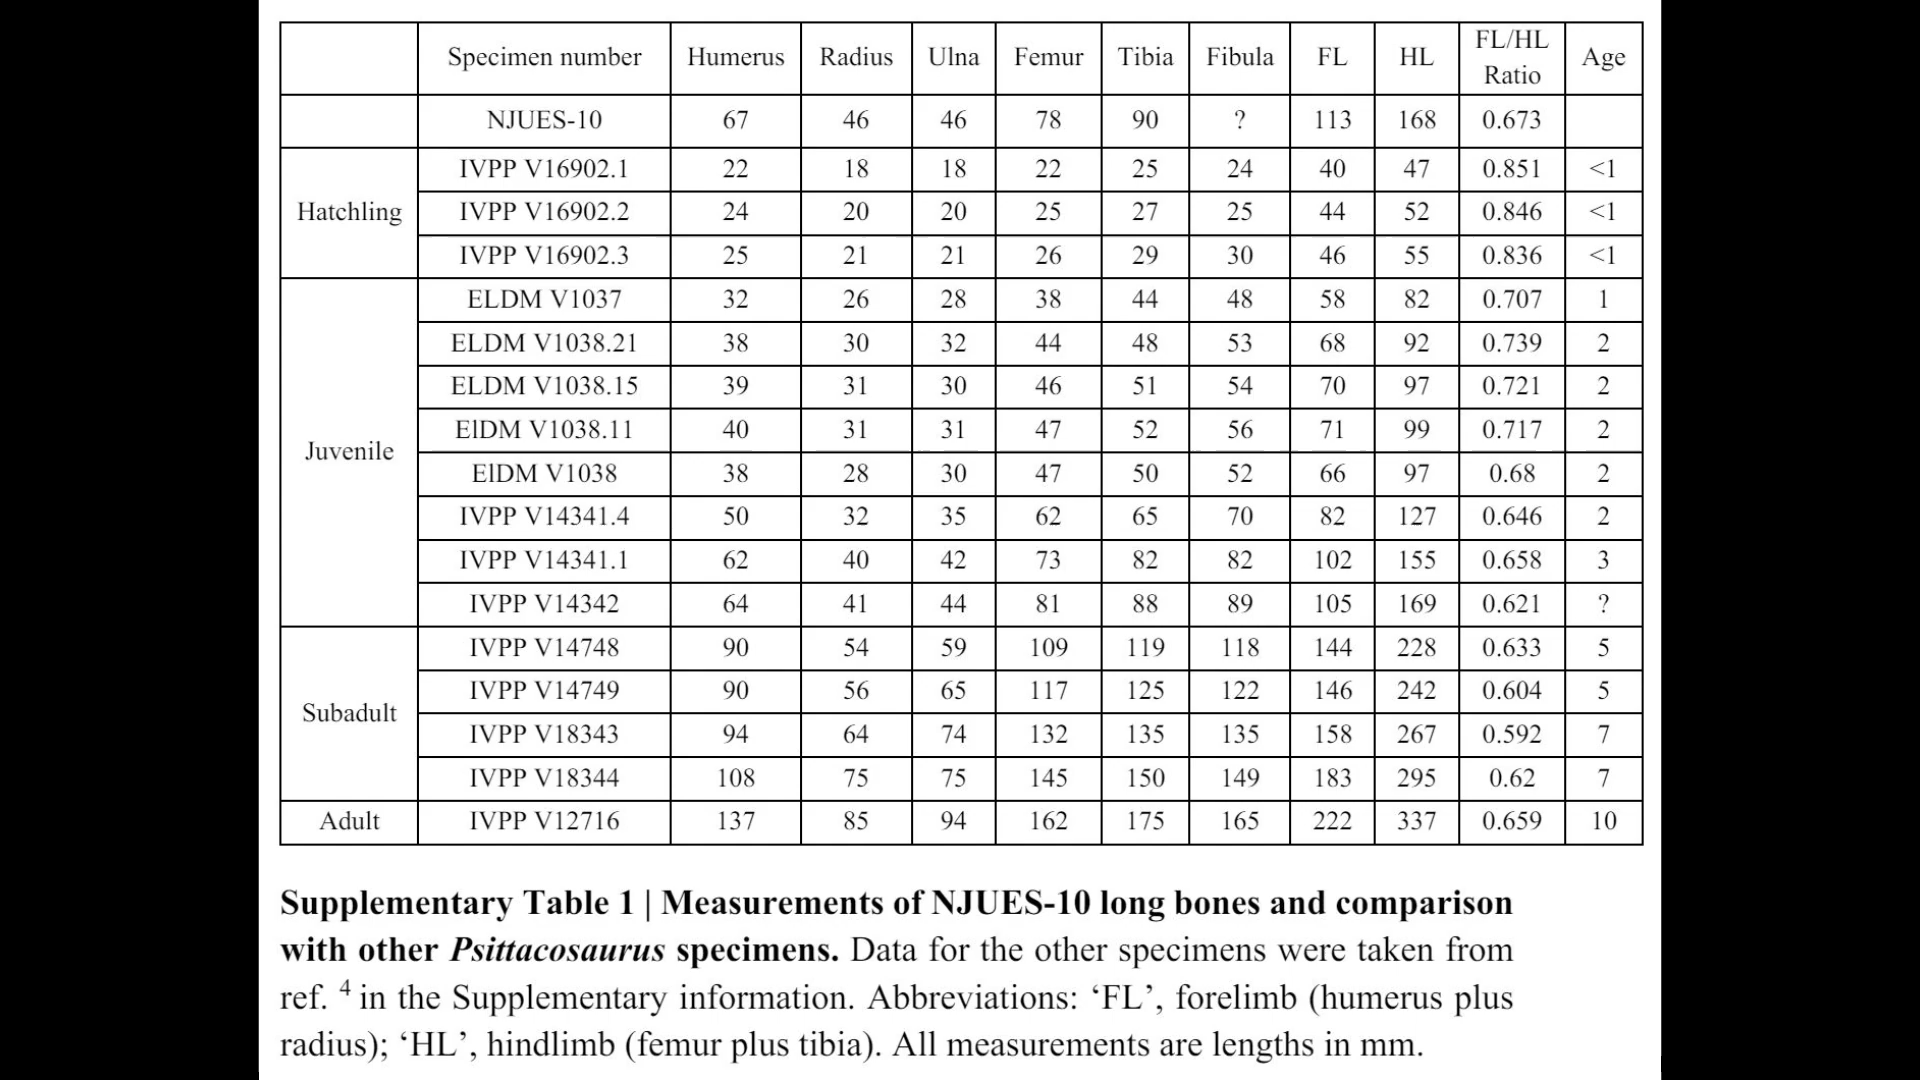 Specimen number Humerus Radius Ulna Femur Tibia Fibula FL HL FL/HL Ratio Age
NJUES-10 67 46 46 78 90 ? 113 168 0.673
Hatchling
IVPP V16902.1 22 18 18 22 25 24 40 47 0.851 <1
IVPP V16902.2 24 20 20 25 27 25 44 52 0.846 <1
IVPP V16902.3 25 21 21 26 29 30 46 55 0.836 <1
Juvenile
ELDM V1037 32 26 28 38 44 48 58 82 0.707 1
ELDM V1038.21 38 30 32 44 48 53 68 92 0.739 2
ELDM V1038.15 39 31 30 46 51 54 70 97 0.721 2
ElDM V1038.11 40 31 31 47 52 56 71 99 0.717 2
ElDM V1038 38 28 30 47 50 52 66 97 0.68 2
IVPP V14341.4 50 32 35 62 65 70 82 127 0.646 2
IVPP V14341.1 62 40 42 73 82 82 102 155 0.658 3
IVPP V14342 64 41 44 81 88 89 105 169 0.621 ?
Subadult
IVPP V14748 90 54 59 109 119 118 144 228 0.633 5
IVPP V14749 90 56 65 117 125 122 146 242 0.604 5
IVPP V18343 94 64 74 132 135 135 158 267 0.592 7
IVPP V18344 108 75 75 145 150 149 183 295 0.62 7
Adult IVPP V12716 137 85 94 162 175 165 222 337 0.659 10
Supplementary Table 1 | Measurements of NJUES-10 long bones and comparison
with other Psittacosaurus specimens. Data for the other specimens were taken from
ref. 4 in the Supplementary information. Abbreviations: ‘FL’, forelimb (humerus plus
radius); ‘HL’, hindlimb (femur plus tibia). All measurements are lengths in mm.